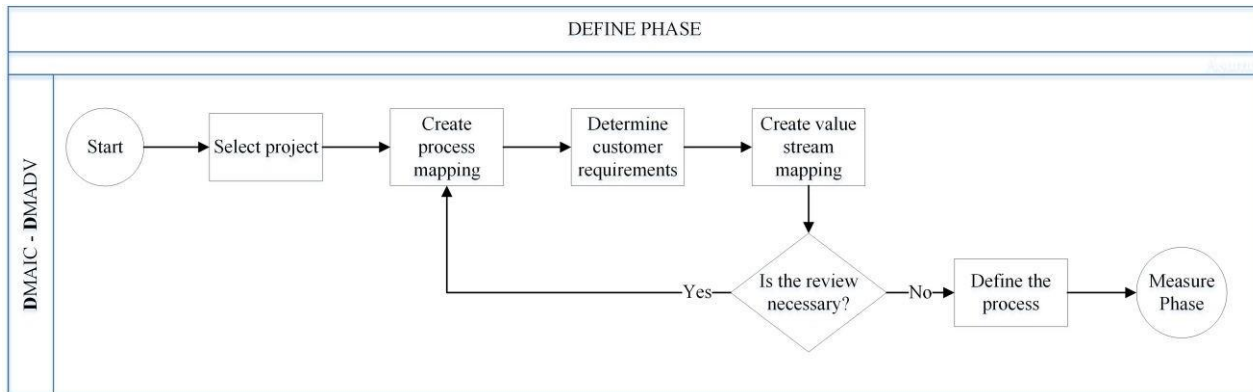 DEFINE PHASE
DMAIC - DMADV
Start
Select project
Create
process
mapping
Determine
customer
requirements
Create value
stream
mapping
Is the review
necessary?
Yes
No
Define the
process
Measure
Phase